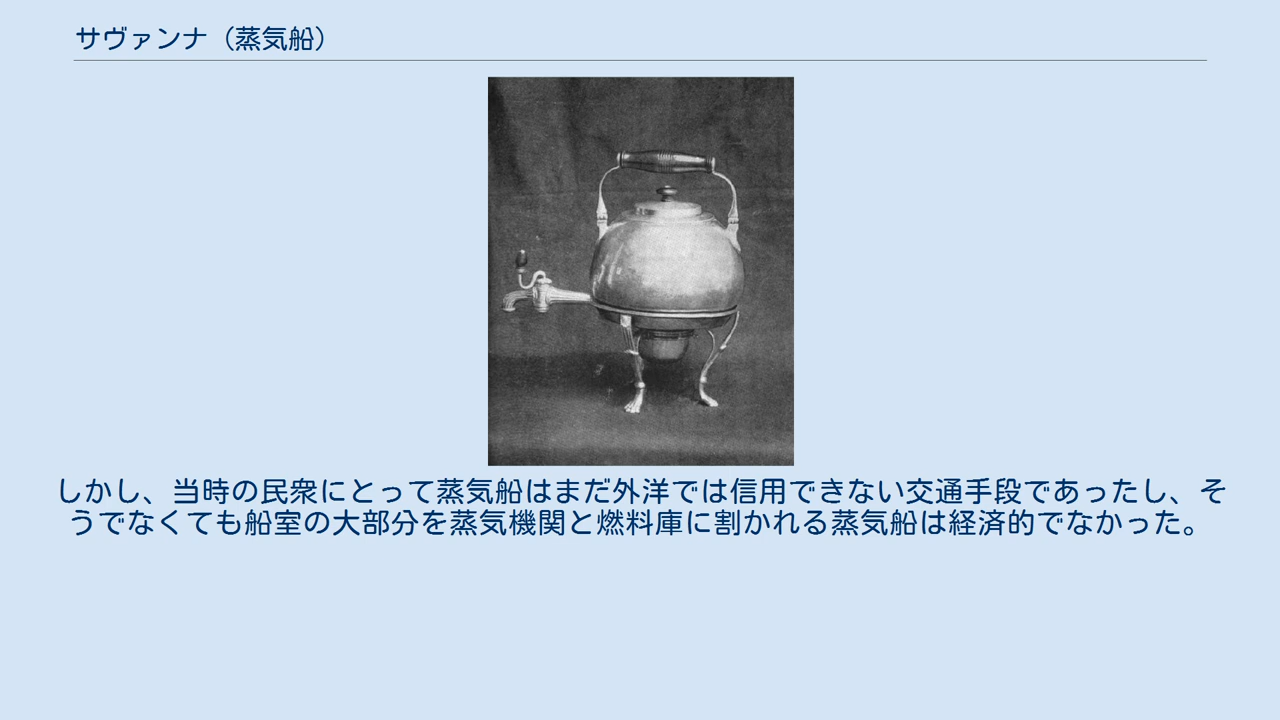 サヴァンナ（蒸気船）
しかし、当時の民衆にとって蒸気船はまだ外洋では信用できない交通手段であったし、そ
うでなくても船室の大部分を蒸気機関と燃料庫に割かれる蒸気船は経済的でなかった。